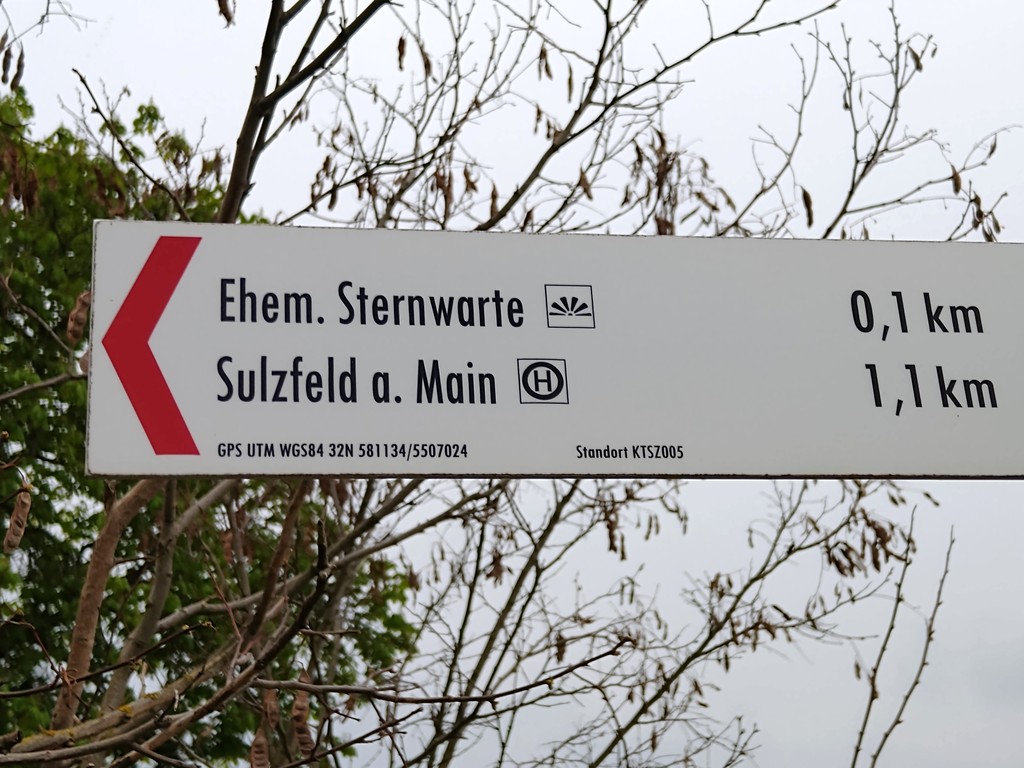 Ehem. Sternwarte 0,1 km
Sulzfeld a. Main H 1,1 km
GPS UTM WGS84 32N 581134/5507024 Standort KTSZ005